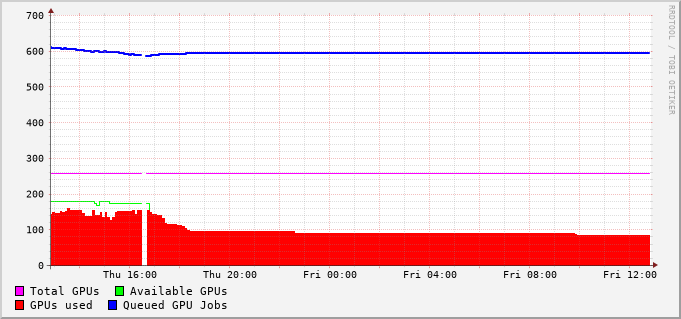 700
600
500
400
300
200
100
0
Thu 16:00 Thu 20:00 Fri 00:00 Fri 04:00 Fri 08:00 Fri 12:00
Total GPUs Available GPUs
GPUs used Queued GPU Jobs
RRDTOOL / TOBI OETIKER